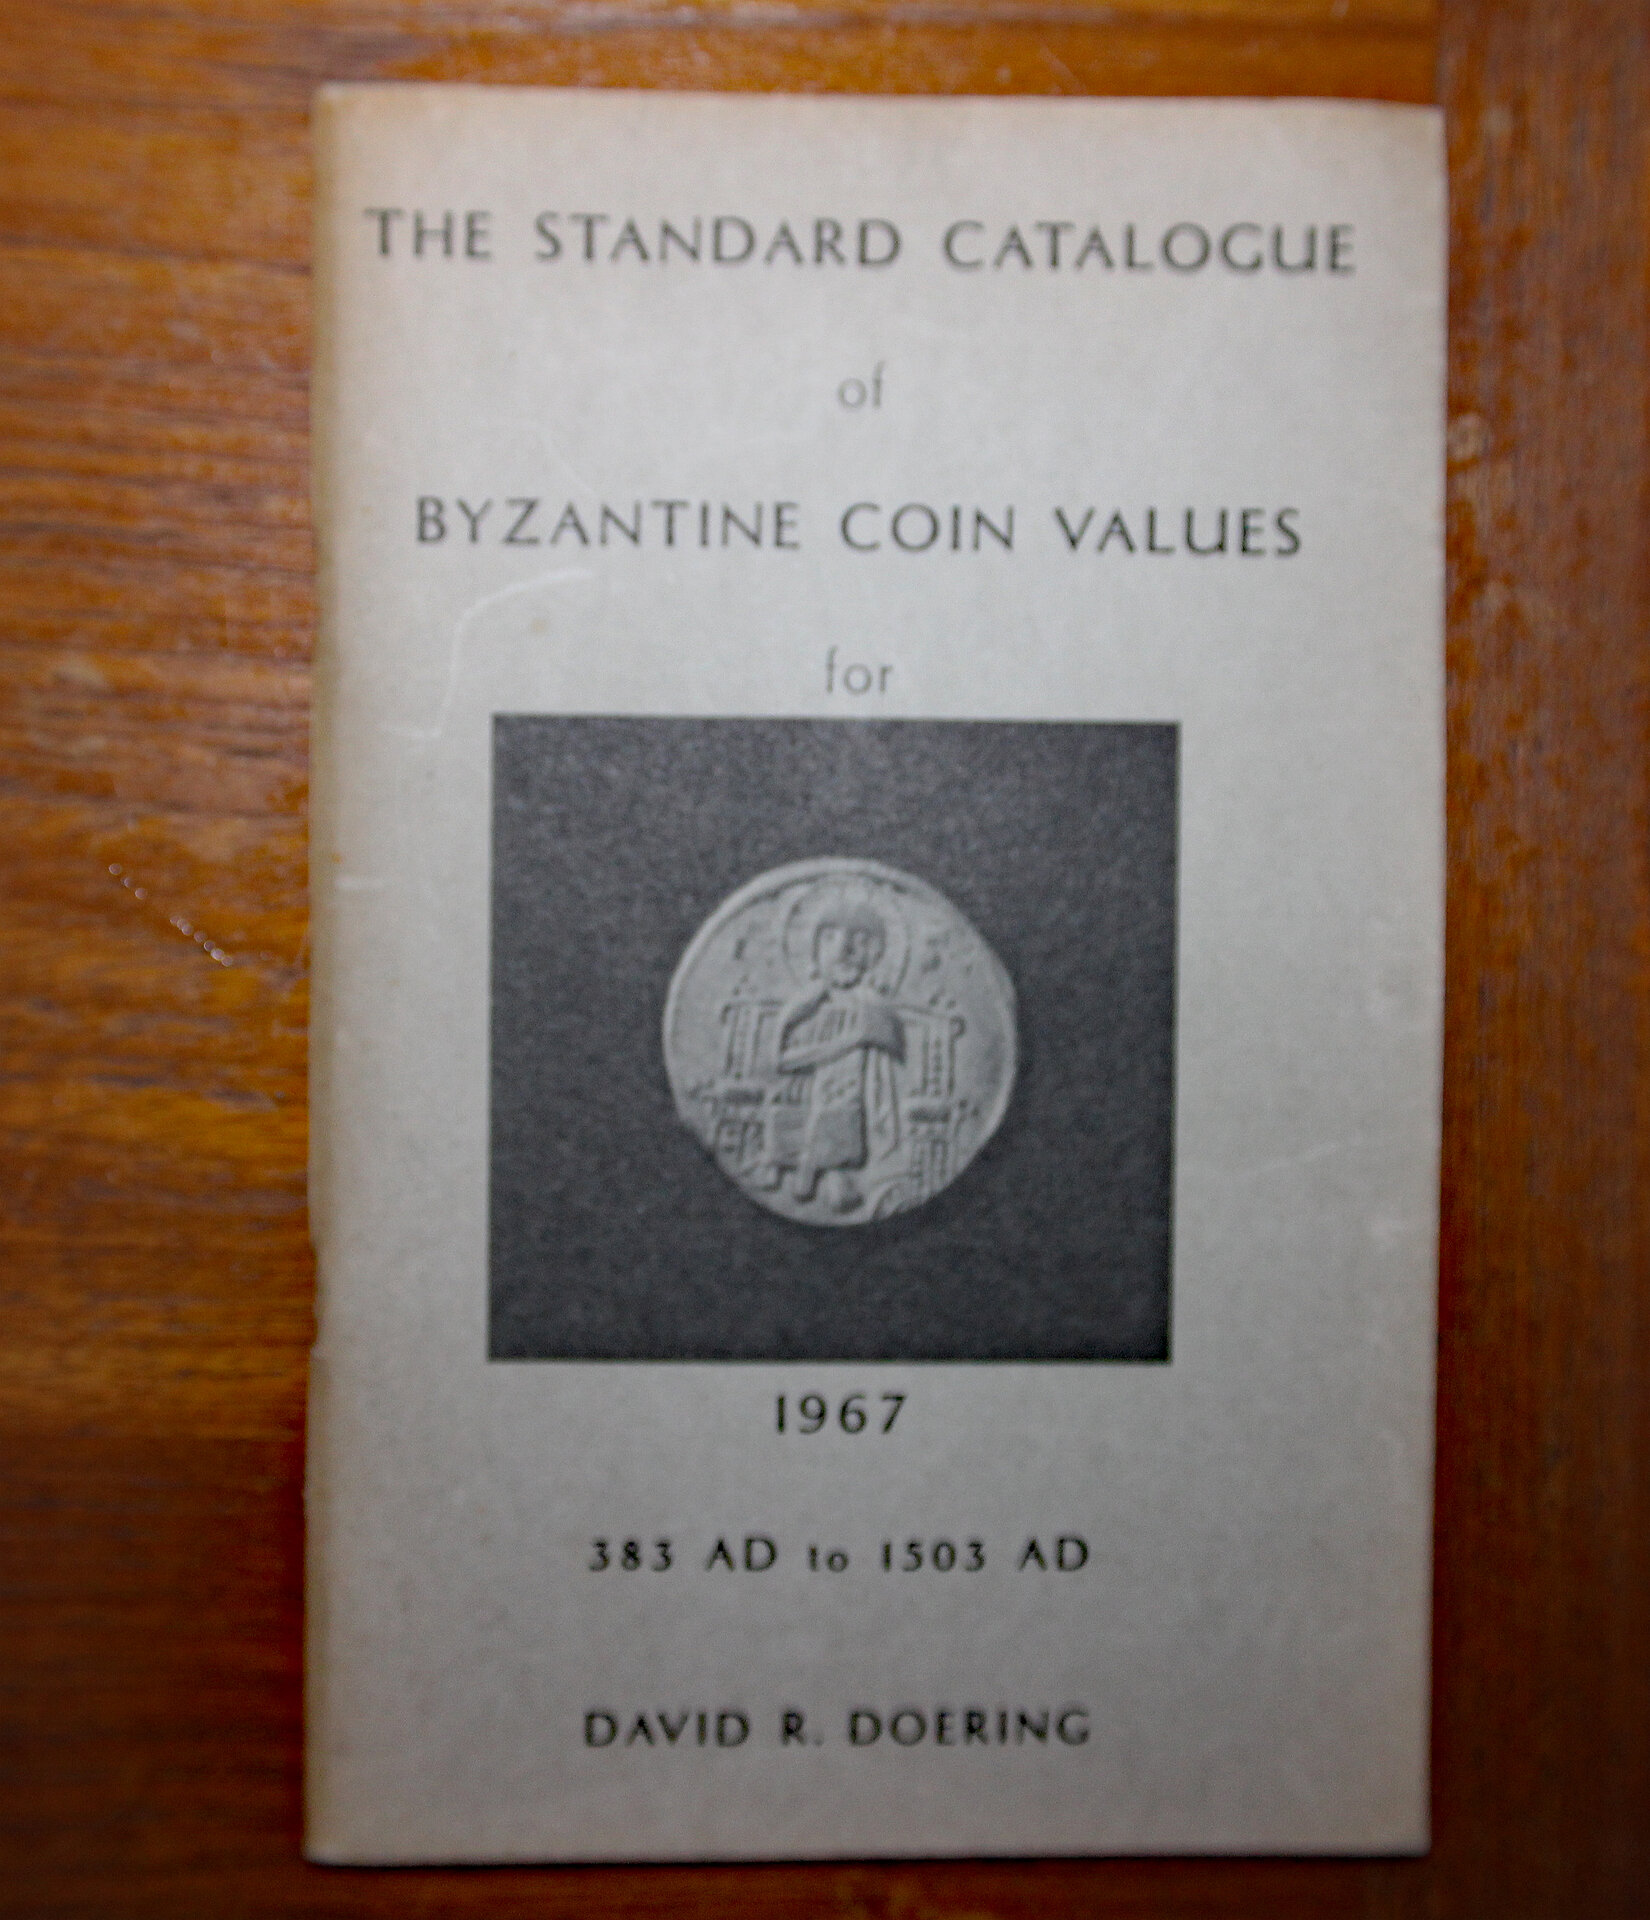 THE STANDARD CATALOGUE
of
BYZANTINE COIN VALUES
for
1967
383 AD to 1503 AD
DAVID R. DOERING